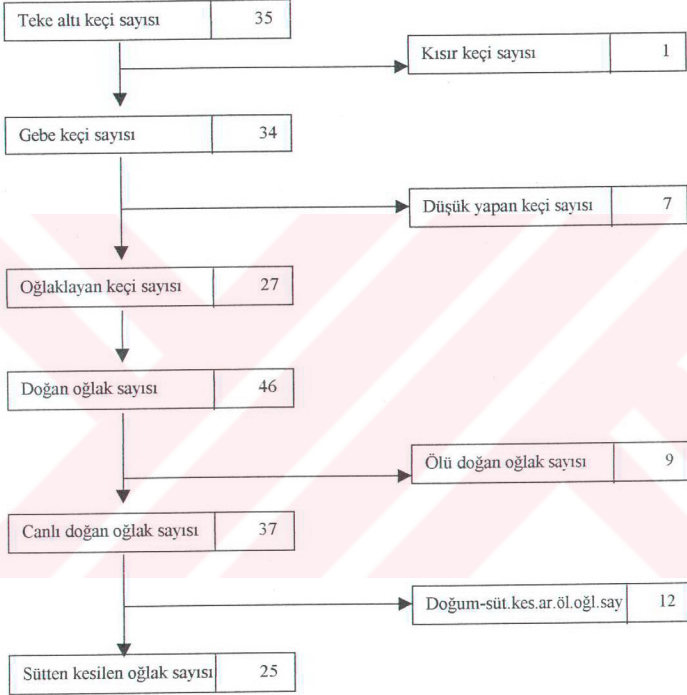 Teke altı keçi sayısı 35
Kısır keçi sayısı 1
Gebe keçi sayısı 34
Düşük yapan keçi sayısı 7
Oğlaklayan keçi sayısı 27
Doğan oğlak sayısı 46
Ölü doğan oğlak sayısı 9
Canlı doğan oğlak sayısı 37
Doğum-süt.kes.ar.öl.oğl.say 12
Sütten kesilen oğlak sayısı 25